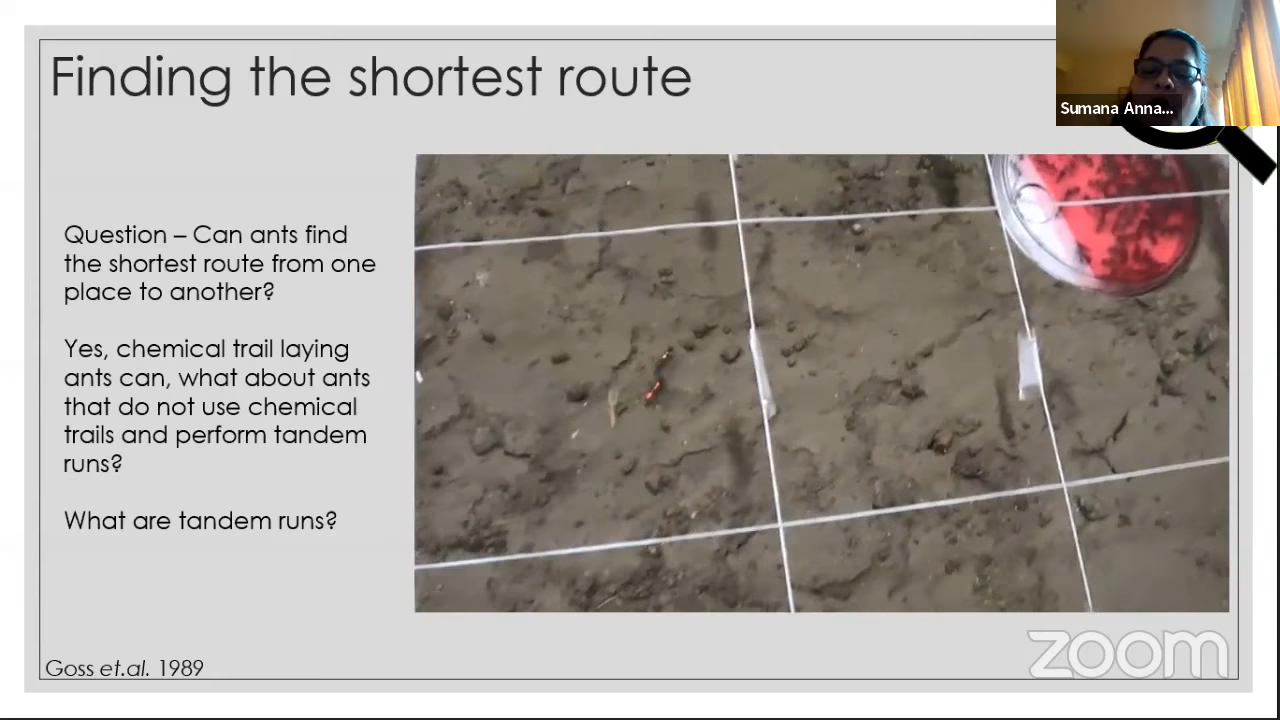 Finding the shortest route
Sumana Anna...
Question – Can ants find
the shortest route from one
place to another?
Yes, chemical trail laying
ants can, what about ants
that do not use chemical
trails and perform tandem
runs?
What are tandem runs?
Goss et.al. 1989
zoom